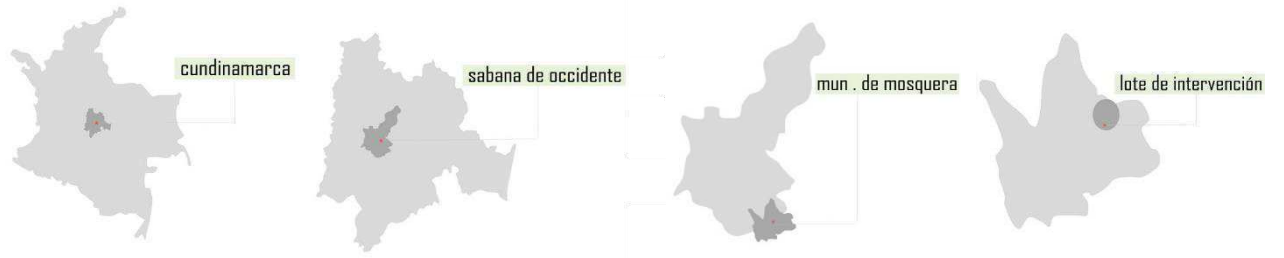 cundinamarca
sabana de occidente
mun . de mosquera
lote de intervención